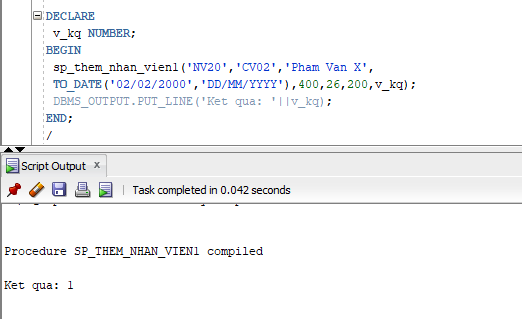 DECLARE
v_kq NUMBER;
BEGIN
sp_them_nhan_vien1('NV20','CV02','Pham Van X',
TO_DATE('02/02/2000','DD/MM/YYYY'),400,26,200,v_kq);
DBMS_OUTPUT.PUT_LINE('Ket qua: '||v_kq);
END;
/
Script Output x
Task completed in 0.042 seconds
Procedure SP_THEM_NHAN_VIEN1 compiled
Ket qua: 1